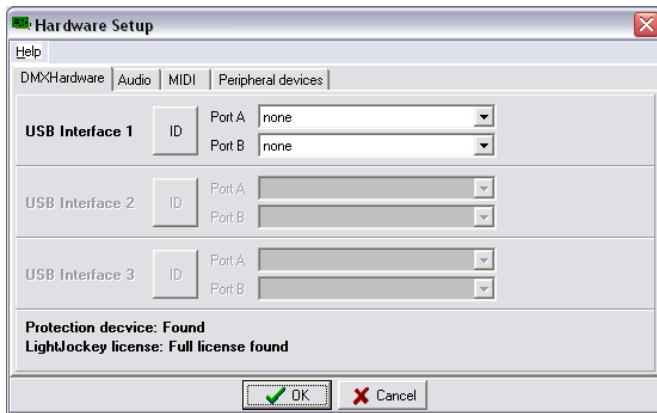 Hardware Setup
Help
DMXHardware Audio MIDI Peripheral devices
USB Interface 1 ID Port A none
Port B none
USB Interface 2 ID Port A
Port B
USB Interface 3 ID Port A
Port B
Protection decvice: Found
LightJockey license: Full license found
OK Cancel